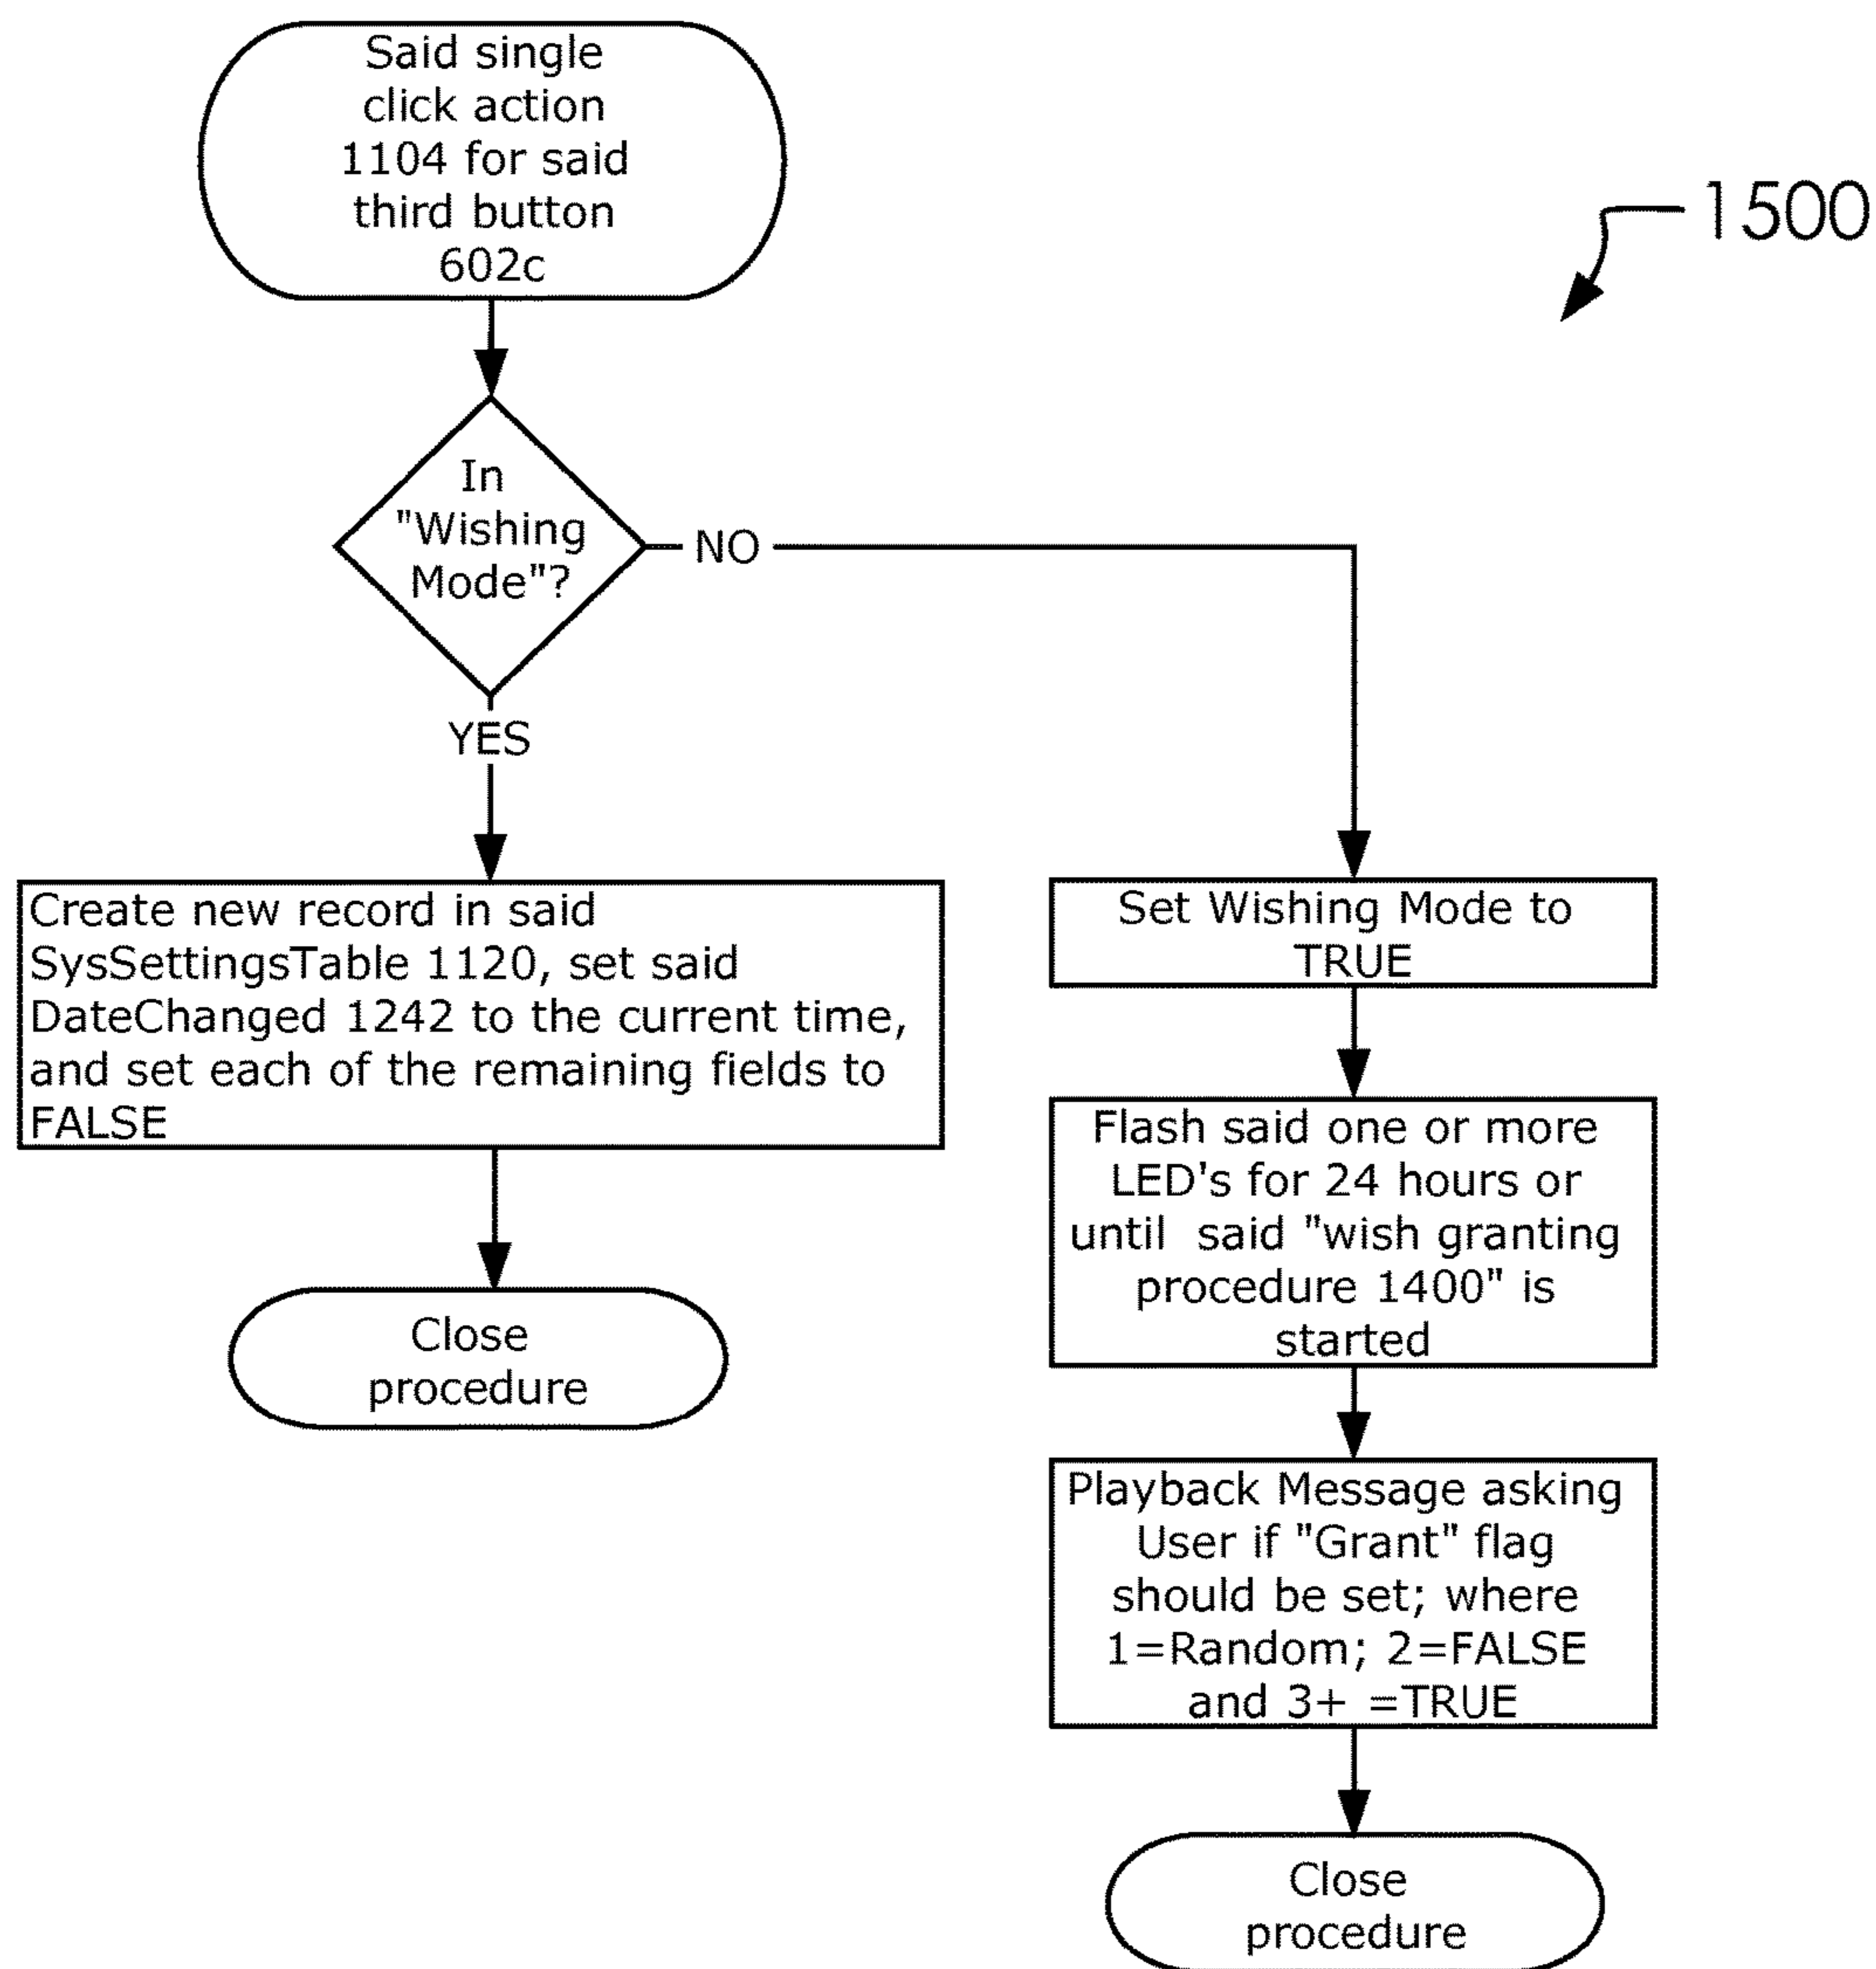 Said single
click action
1104 for said
third button
602c
1500
In
"Wishing
Mode"?
NO
YES
Create new record in said
SysSettingsTable 1120, set said
DateChanged 1242 to the current time,
and set each of the remaining fields to
FALSE
Close
procedure
Set Wishing Mode to
TRUE
Flash said one or more
LED's for 24 hours or
until said "wish granting
procedure 1400" is
started
Playback Message asking
User if "Grant" flag
should be set; where
1=Random; 2=FALSE
and 3+ =TRUE
Close
procedure